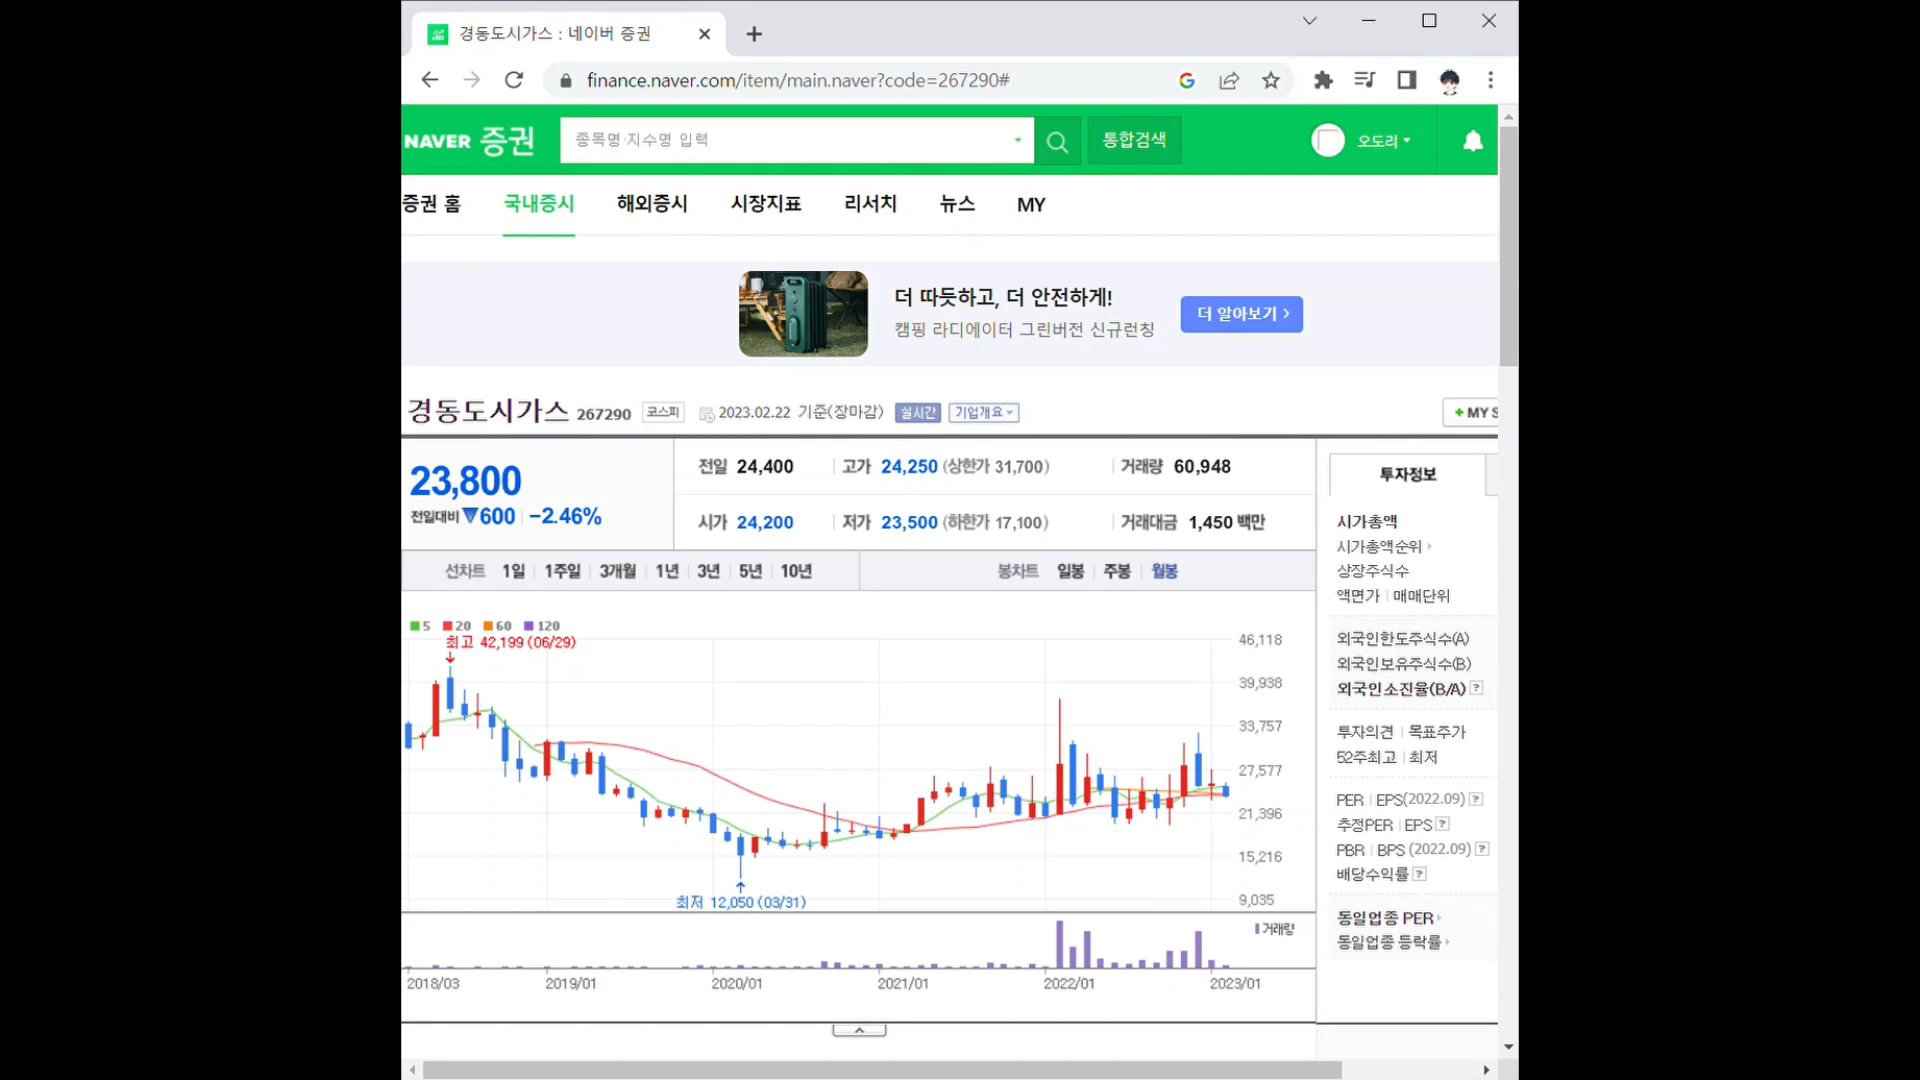 경동도시가스 : 네이버 증권
finance.naver.com/item/main.naver?code=267290#
NAVER 증권 종목명·지수명 입력 통합검색 오도리
증권 홈 국내증시 해외증시 시장지표 리서치 뉴스 MY
더 따듯하고, 더 안전하게!
캠핑 라디에이터 그린버전 신규런칭
더 알아보기 >
경동도시가스 267290 코스피 2023.02.22 기준(장마감) 실시간 기업개요
+ MY S
23,800
전일대비 ▼600 −2.46%
전일 24,400 고가 24,250 (상한가 31,700) 거래량 60,948
시가 24,200 저가 23,500 (하한가 17,100) 거래대금 1,450 백만
선차트 1일 1주일 3개월 1년 3년 5년 10년 봉차트 일봉 주봉 월봉
5 20 60 120
최고 42,199 (06/29)
46,118
39,938
33,757
27,577
21,396
15,216
9,035
최저 12,050 (03/31)
거래량
2018/03 2019/01 2020/01 2021/01 2022/01 2023/01
투자정보
시가총액
시가총액순위
상장주식수
액면가 매매단위
외국인한도주식수(A)
외국인보유주식수(B)
외국인소진율(B/A) ?
투자의견 목표주가
52주최고 최저
PER EPS(2022.09) ?
추정PER EPS ?
PBR BPS (2022.09) ?
배당수익률 ?
동일업종 PER
동일업종 등락률